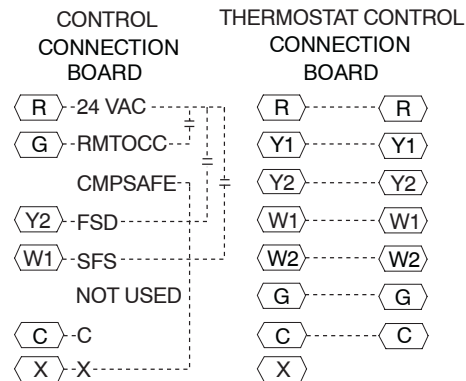 CONTROL
CONNECTION
BOARD
R 24 VAC
G RMTOCC
CMPSAFE
Y2 FSD
W1 SFS
NOT USED
C C
X X
THERMOSTAT CONTROL
CONNECTION
BOARD
R R
Y1 Y1
Y2 Y2
W1 W1
W2 W2
G G
C C
X